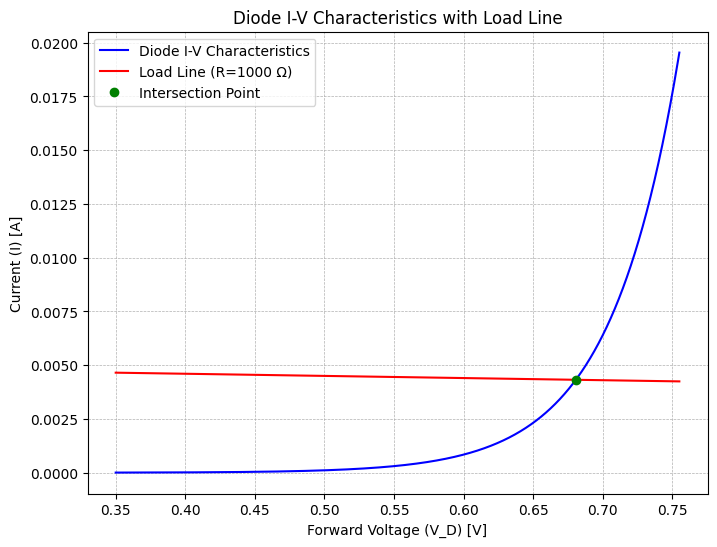 Diode I-V Characteristics with Load Line
Diode I-V Characteristics
Load Line (R=1000 Ω)
Intersection Point
Current (I) [A]
0.0200
0.0175
0.0150
0.0125
0.0100
0.0075
0.0050
0.0025
0.0000
0.35 0.40 0.45 0.50 0.55 0.60 0.65 0.70 0.75
Forward Voltage (V_D) [V]